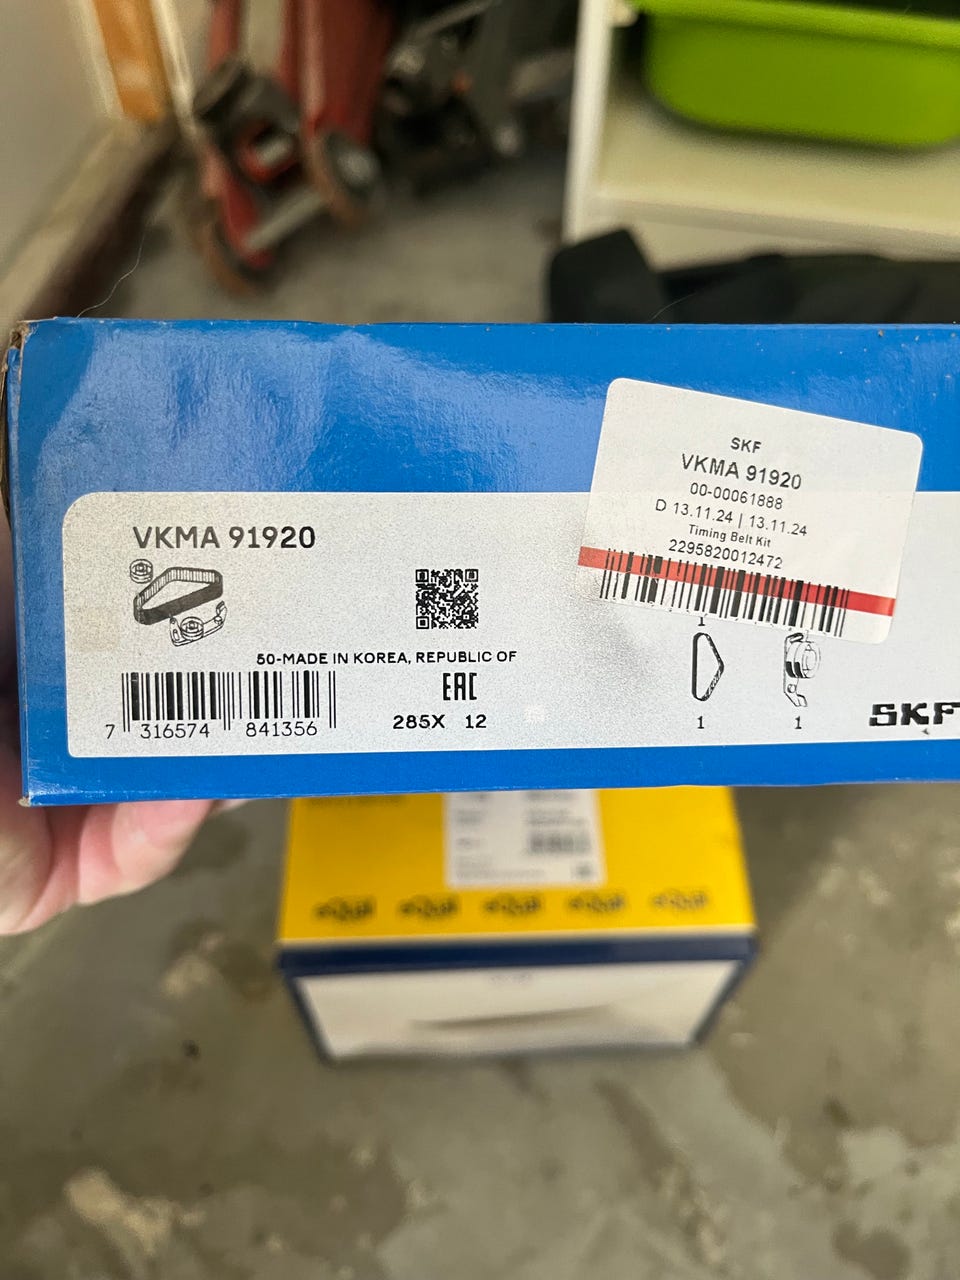 SKF
VKMA 91920
00-00061888
D 13.11.24 | 13.11.24
Timing Belt Kit
2295820012472
VKMA 91920
50-MADE IN KOREA, REPUBLIC OF
EAC
7 316574 841356
285X 12
1
1
1
SKF